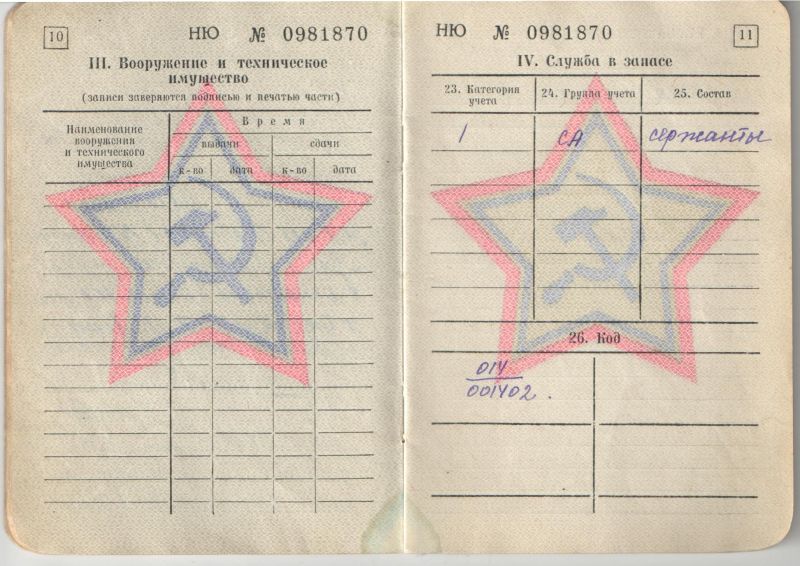 10
НЮ № 0981870
III. Вооружение и техническое
имущество
(записи заверяются подписью и печатью части)
Наименование
вооружения
и технического
имущества
Время
выдачи
сдачи
к-во
дата
к-во
дата
НЮ № 0981870
11
IV. Служба в запасе
23. Категория
учета
24. Группа учета
25. Состав
1
СА
сержанты
26. Код
014
001402.